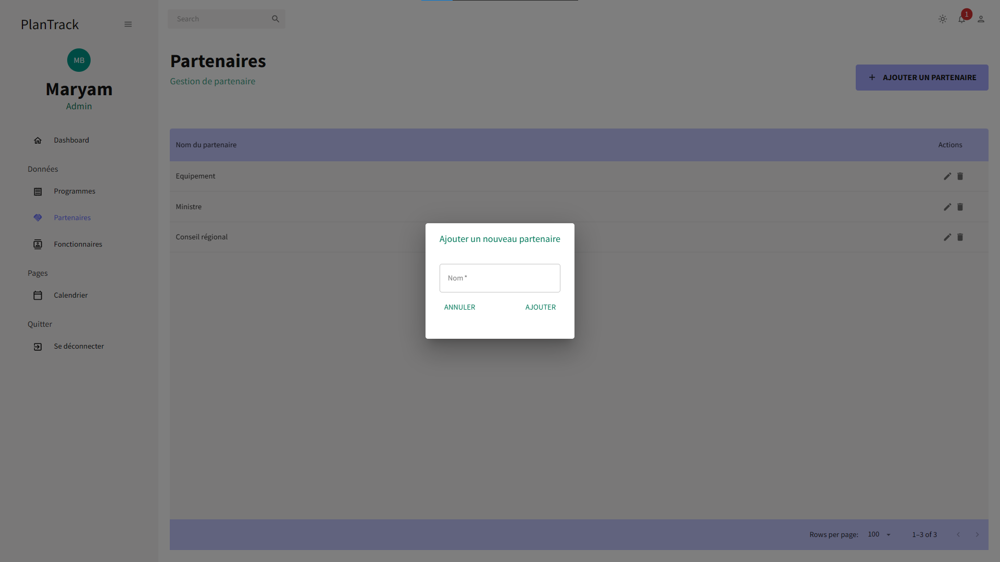 PlanTrack
MB
Maryam
Admin
Dashboard
Données
Programmes
Partenaires
Fonctionnaires
Pages
Calendrier
Quitter
Se déconnecter
Search
1
Partenaires
Gestion de partenaire
AJOUTER UN PARTENAIRE
Nom du partenaire Actions
Equipement
Ministre
Conseil régional
Ajouter un nouveau partenaire
Nom *
ANNULER AJOUTER
Rows per page: 100 1–3 of 3